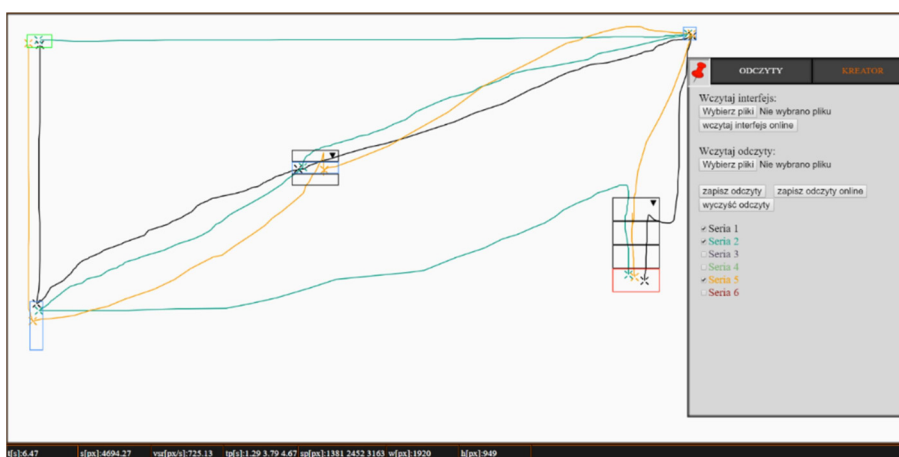 ODCZYTY KREATOR
Wczytaj interfejs:
Wybierz pliki Nie wybrano pliku
wczytaj interfejs online
Wczytaj odczyty:
Wybierz pliki Nie wybrano pliku
zapisz odczyty zapisz odczyty online
wyczyść odczyty
Seria 1
Seria 2
Seria 3
Seria 4
Seria 5
Seria 6
t[s]:6.47 s[px]:4694.27 vsr[px/s]:725.13 tp[s]:1.29 3.79 4.67 sp[px]:1381 2452 3163 w[px]:1920 h[px]:949